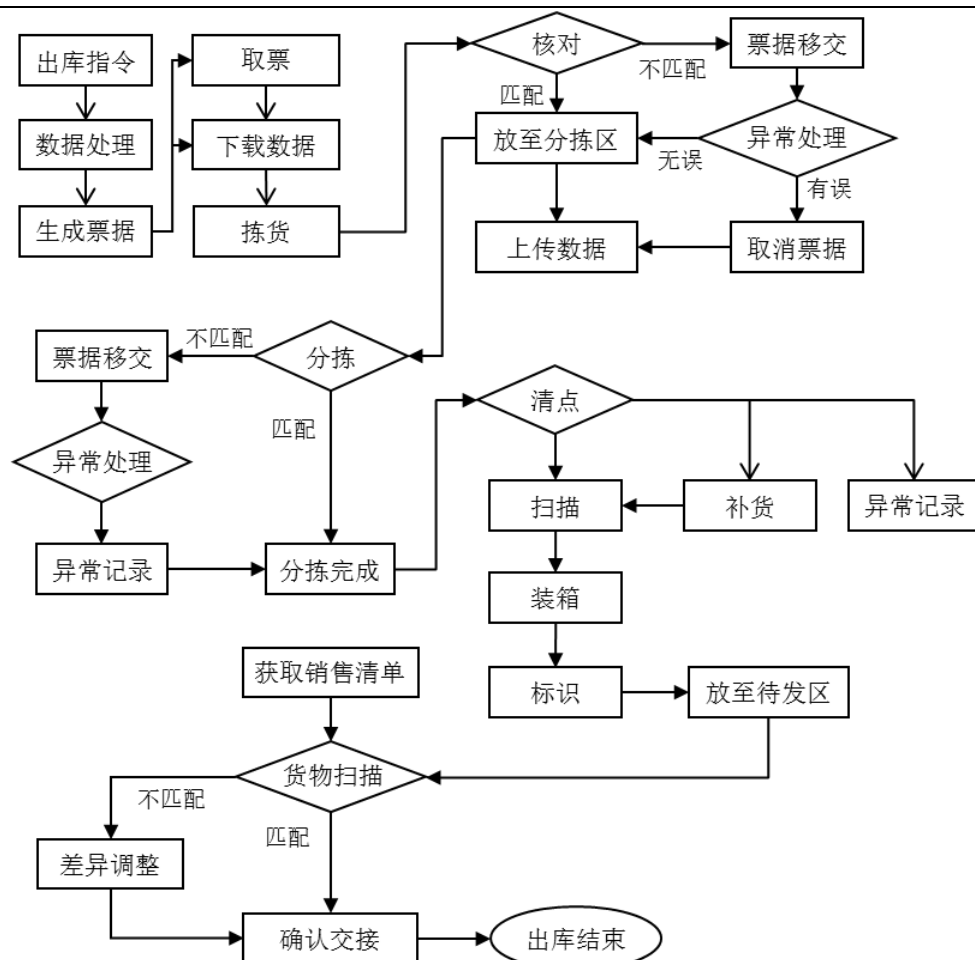 出库指令
数据处理
生成票据
取票
下载数据
拣货
核对
不匹配
票据移交
匹配
放至分拣区
无误
异常处理
有误
上传数据
取消票据
分拣
不匹配
票据移交
匹配
异常处理
异常记录
分拣完成
清点
扫描
补货
异常记录
装箱
标识
放至待发区
获取销售清单
货物扫描
不匹配
匹配
差异调整
确认交接
出库结束